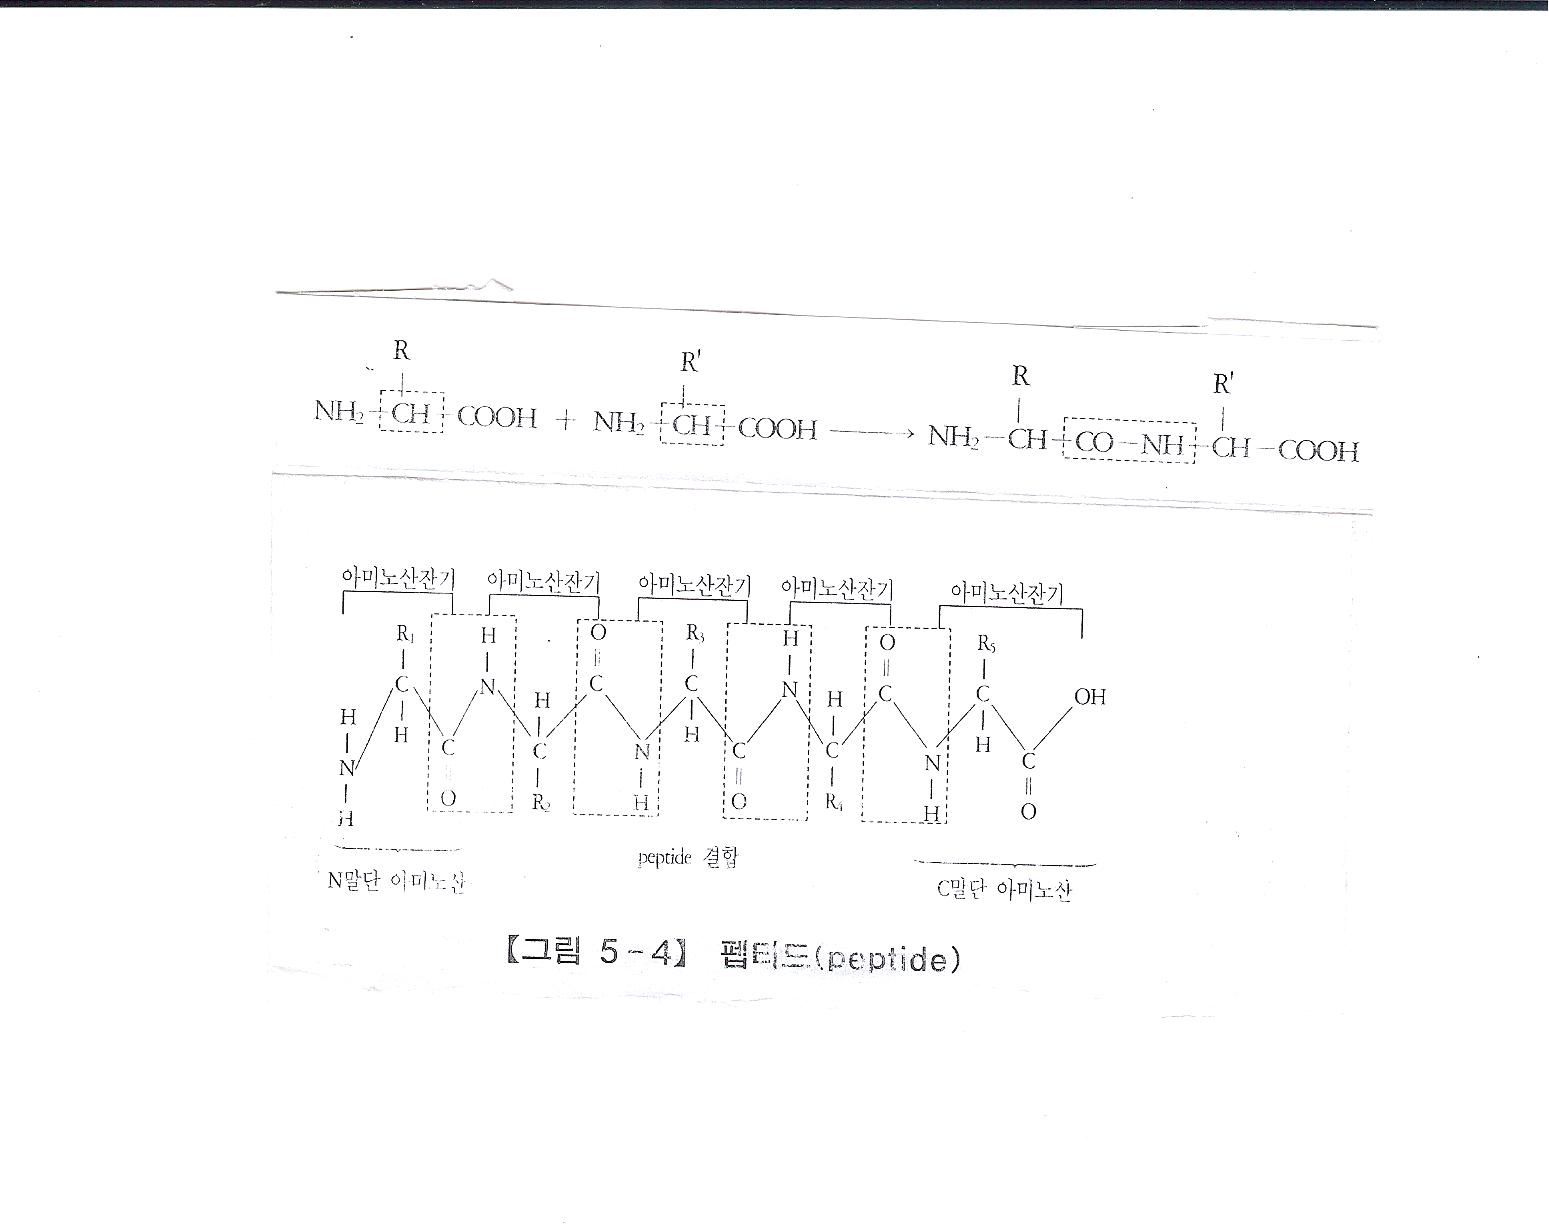 R R' R R'
NH₂-CH-COOH + NH₂-CH-COOH → NH₂-CH-CO-NH-CH-COOH
아미노산잔기 아미노산잔기 아미노산잔기 아미노산잔기 아미노산잔기
R₁ H O R₃ H O R₅
C N C C N C C OH
H H H H H H
N C C N C C N C
H O R₂ H O R₄ H O
peptide 결합
N말단 아미노산 C말단 아미노산
【그림 5-4】 펩티드(peptide)